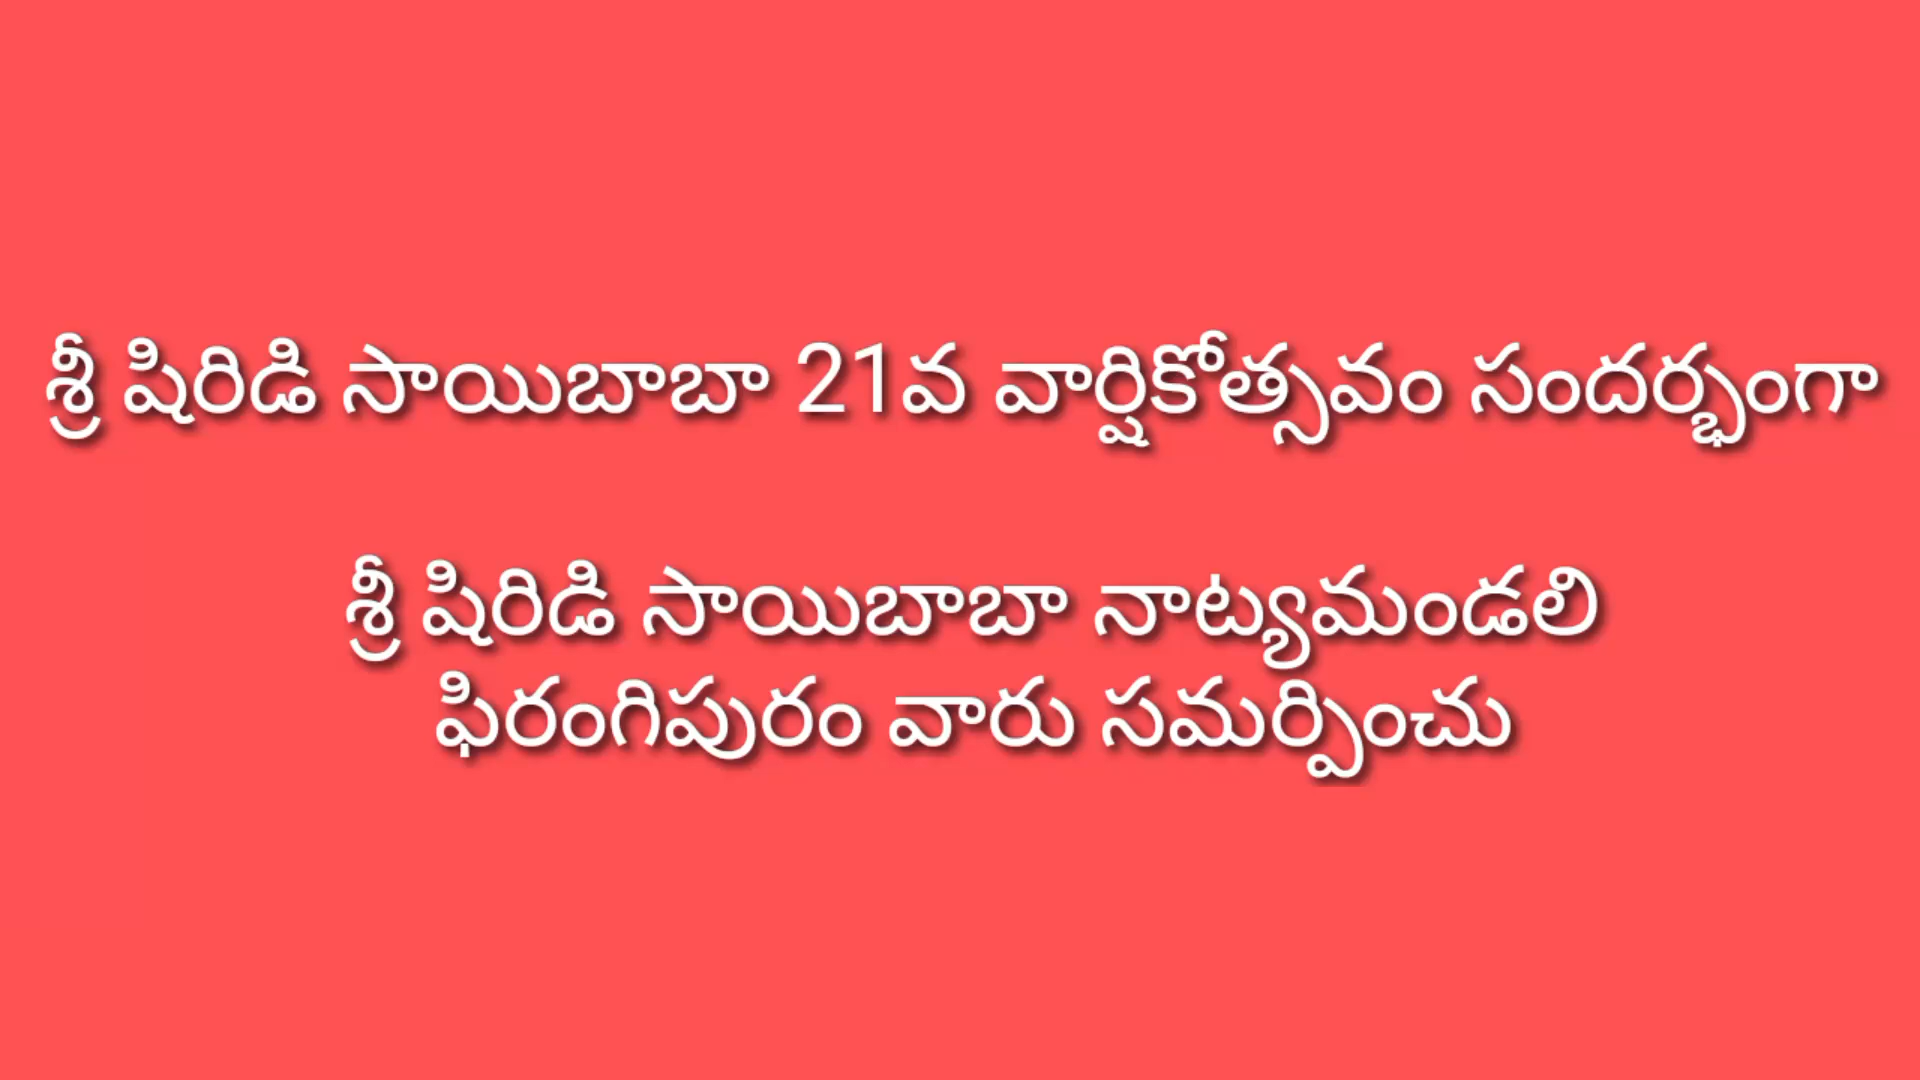 శ్రీ షిరిడి సాయిబాబా 21వ వార్షికోత్సవం సందర్భంగా
శ్రీ షిరిడి సాయిబాబా నాట్యమండలి
ఫిరంగిపురం వారు సమర్పించు